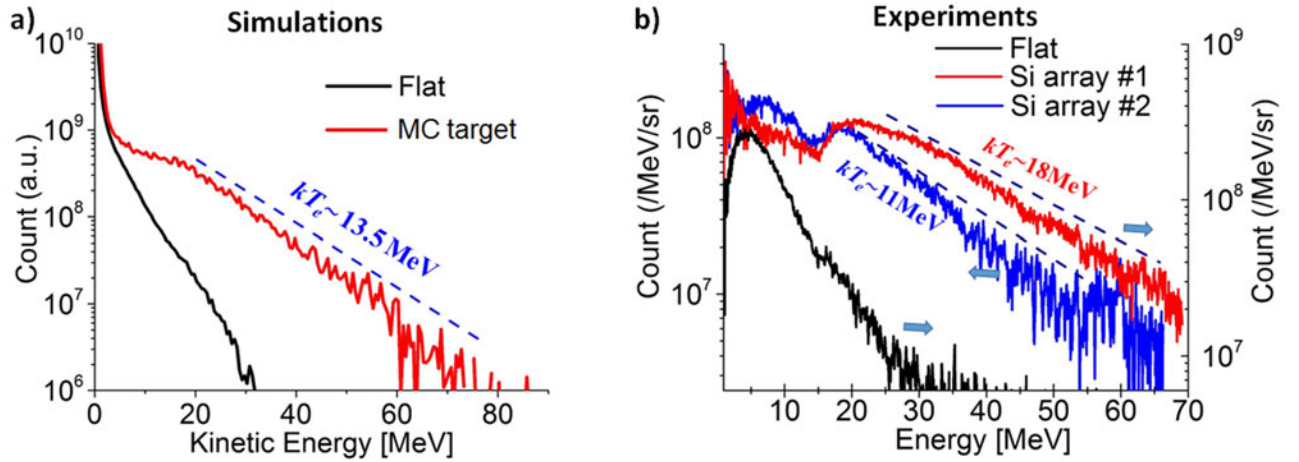 a)
Simulations
Count (a.u.)
10^10
10^9
10^8
10^7
10^6
Flat
MC target
kT_e~13.5MeV
0
20
40
60
80
Kinetic Energy [MeV]
b)
Experiments
Flat
Si array #1
Si array #2
Count (/MeV/sr)
10^8
10^7
kT_e~18MeV
kT_e~11MeV
10^9
10^8
10^7
Count (/MeV/sr)
10
20
30
40
50
60
70
Energy [MeV]